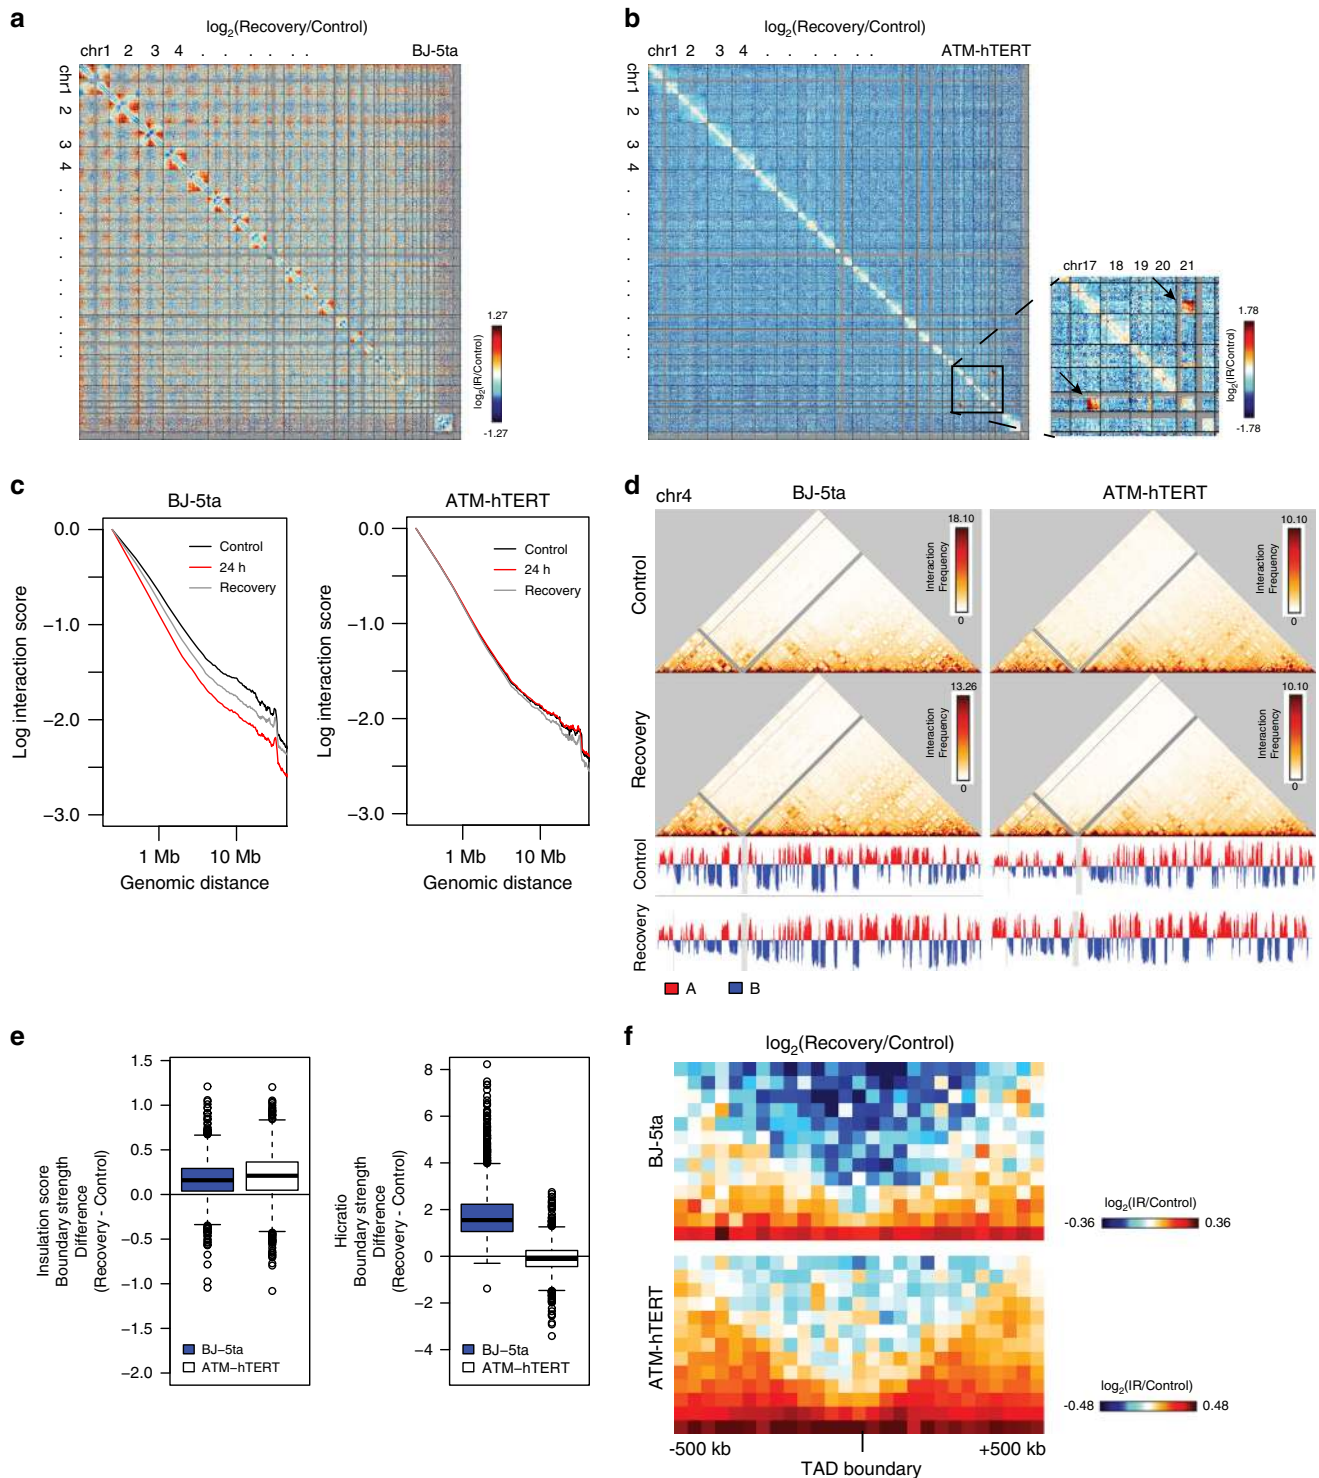 a
log2(Recovery/Control)
chr1 2 3 4 . . . . . . BJ-5ta
chr1
2
3
4
.
.
.
.
.
.
1.27
log2(IR/Control)
-1.27
b
log2(Recovery/Control)
chr1 2 3 4 . . . . . . ATM-hTERT
chr1
2
3
4
.
.
.
.
.
.
chr17 18 19 20 21
1.78
log2(IR/Control)
-1.78
c
BJ-5ta
0.0
−1.0
−2.0
−3.0
Log interaction score
Control
24 h
Recovery
1 Mb 10 Mb
Genomic distance
ATM-hTERT
0.0
−1.0
−2.0
−3.0
Log interaction score
Control
24 h
Recovery
1 Mb 10 Mb
Genomic distance
d
chr4 BJ-5ta ATM-hTERT
Control
18.10
Interaction
Frequency
0
10.10
Interaction
Frequency
0
Recovery
13.26
Interaction
Frequency
0
10.10
Interaction
Frequency
0
Control
Recovery
A B
e
Insulation score
Boundary strength
Difference
(Recovery - Control)
1.5
1.0
0.5
0.0
−0.5
−1.0
−1.5
−2.0
BJ−5ta
ATM−hTERT
Hicratio
Boundary strength
Difference
(Recovery - Control)
8
6
4
2
0
−2
−4
BJ−5ta
ATM−hTERT
f
log2(Recovery/Control)
BJ-5ta
log2(IR/Control)
-0.36 0.36
ATM-hTERT
log2(IR/Control)
-0.48 0.48
-500 kb +500 kb
TAD boundary